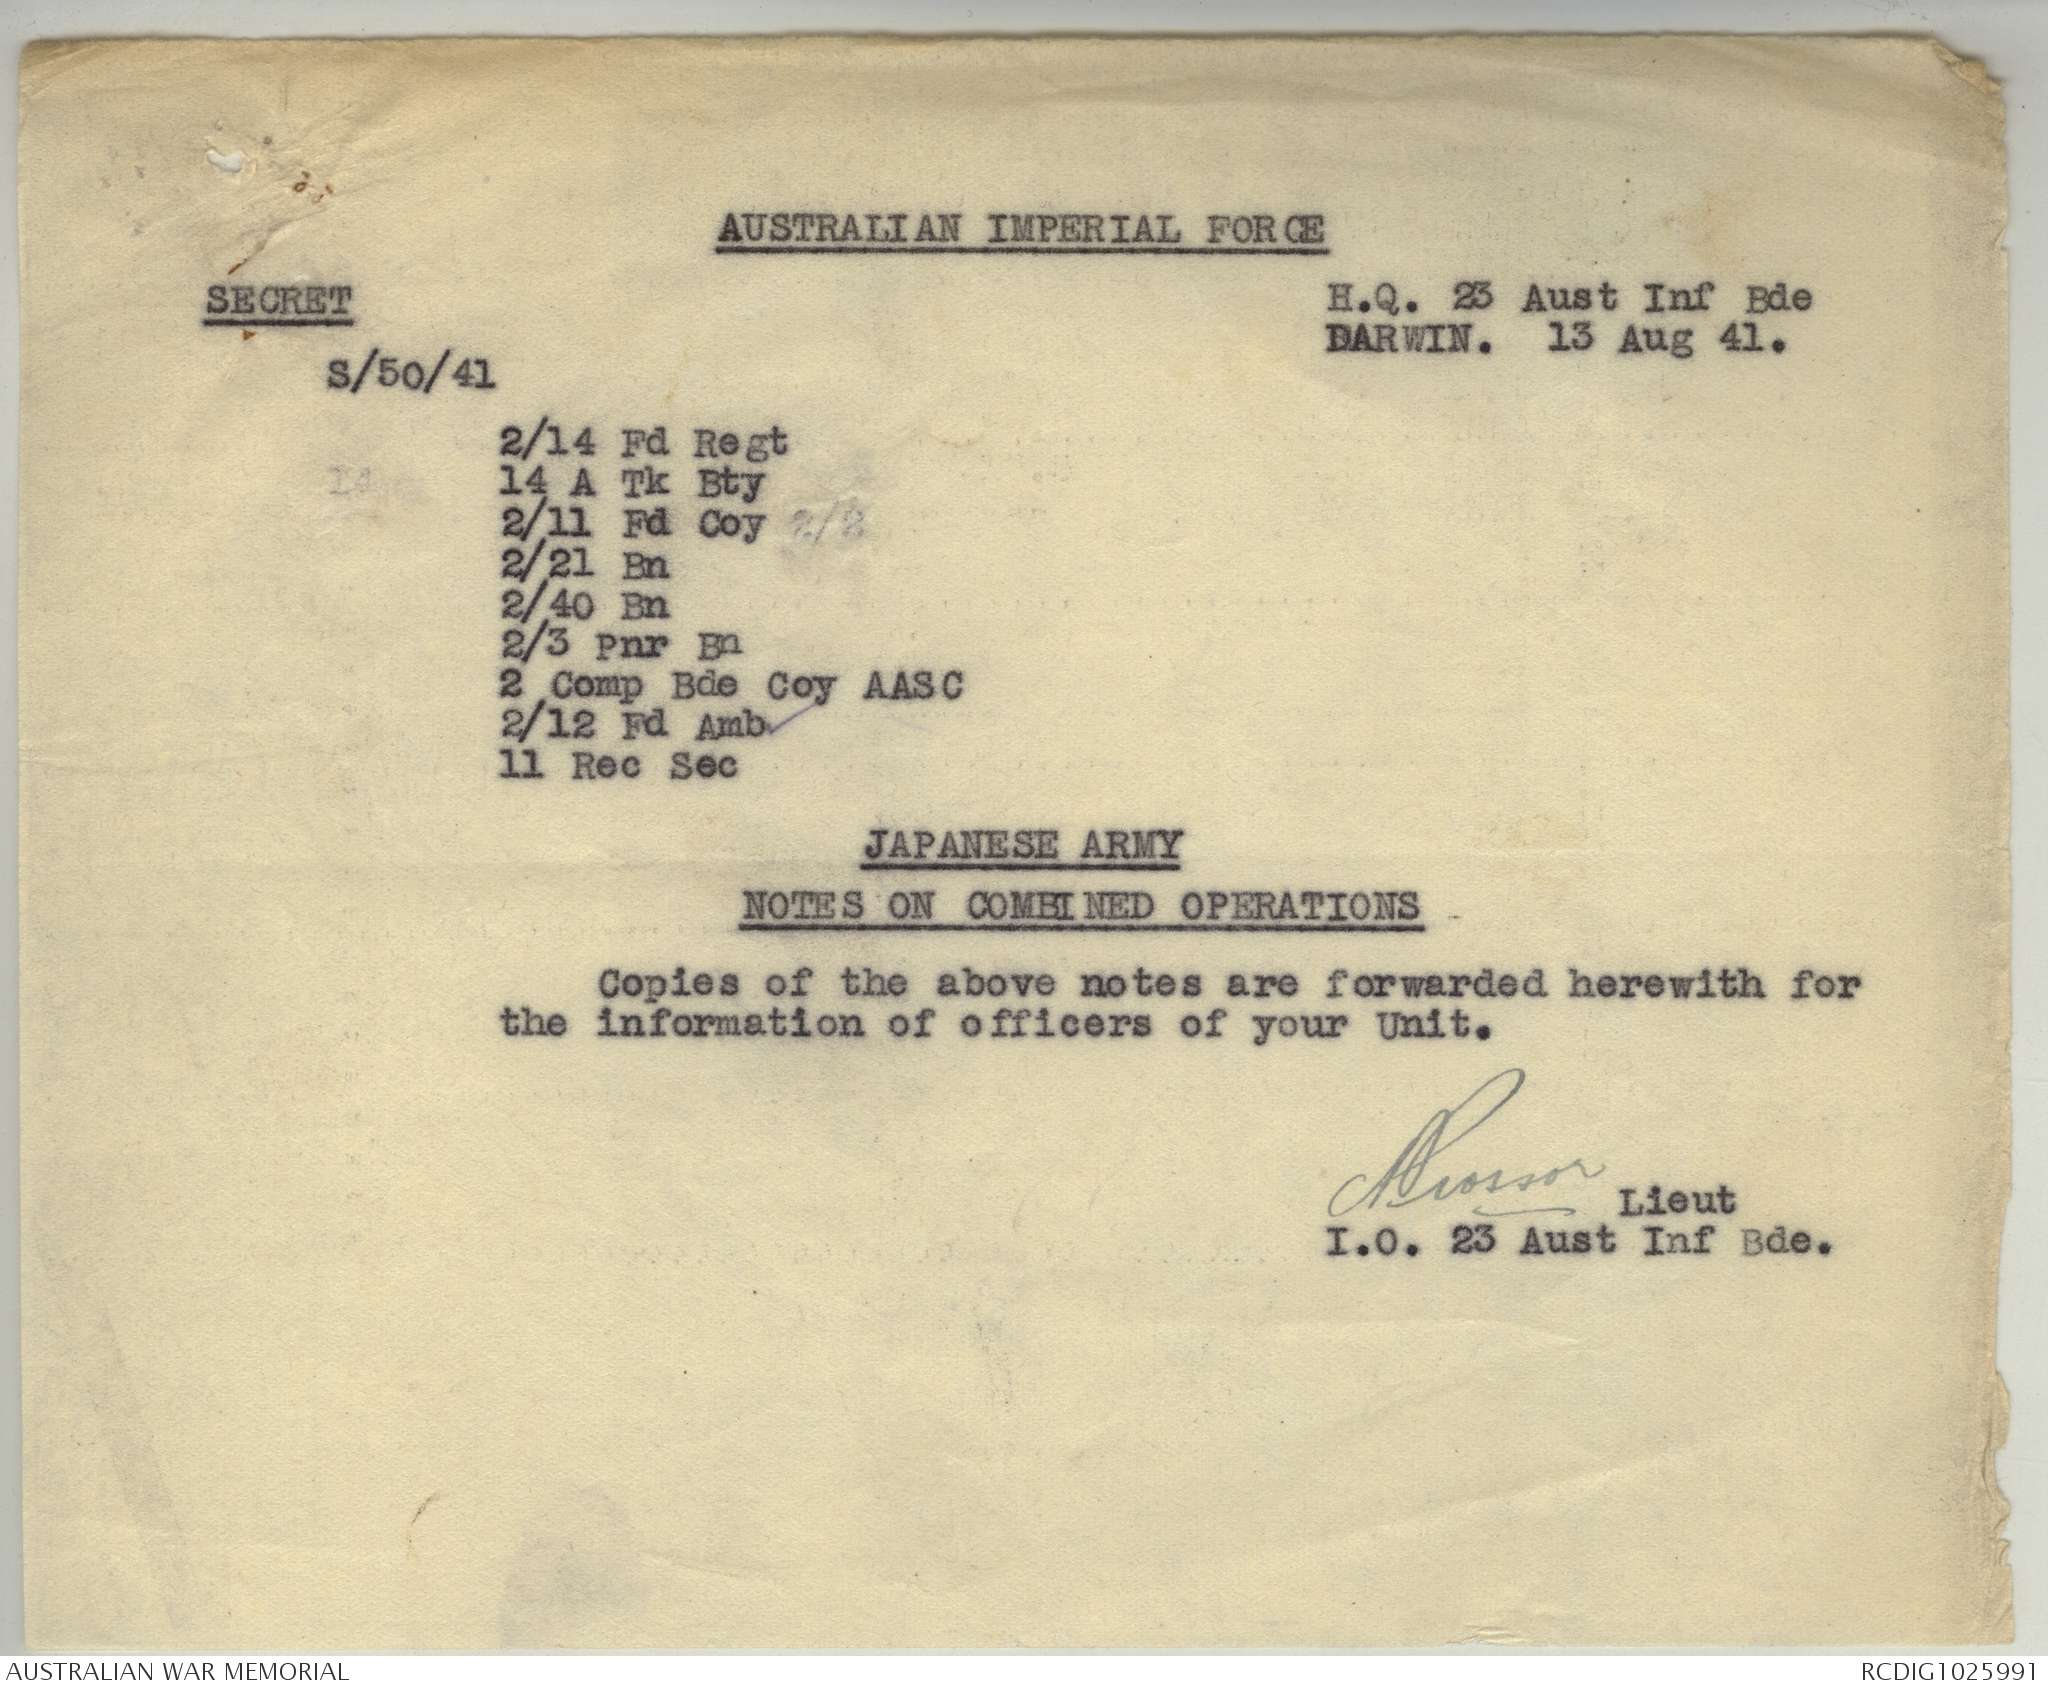 AUSTRALIAN IMPERIAL FORCE
SECRET
H.Q. 23 Aust Inf Bde
DARWIN. 13 Aug 41.
S/50/41
2/14 Fd Regt
14 A Tk Bty
2/11 Fd Coy
2/21 Bn
2/40 Bn
2/3 Pnr Bn
2 Comp Bde Coy AASC
2/12 Fd Amb
11 Rec Sec
JAPANESE ARMY
NOTES ON COMBINED OPERATIONS
Copies of the above notes are forwarded herewith for
the information of officers of your Unit.
Prossor Lieut
I.O. 23 Aust Inf Bde.
AUSTRALIAN WAR MEMORIAL
RCDIG1025991